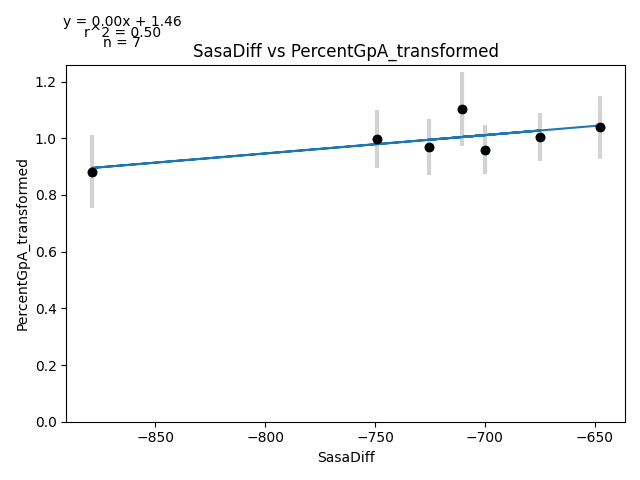 y = 0.00x + 1.46
r^2 = 0.50
n = 7
SasaDiff vs PercentGpA_transformed
PercentGpA_transformed
1.2
1.0
0.8
0.6
0.4
0.2
0.0
−850
−800
−750
−700
−650
SasaDiff